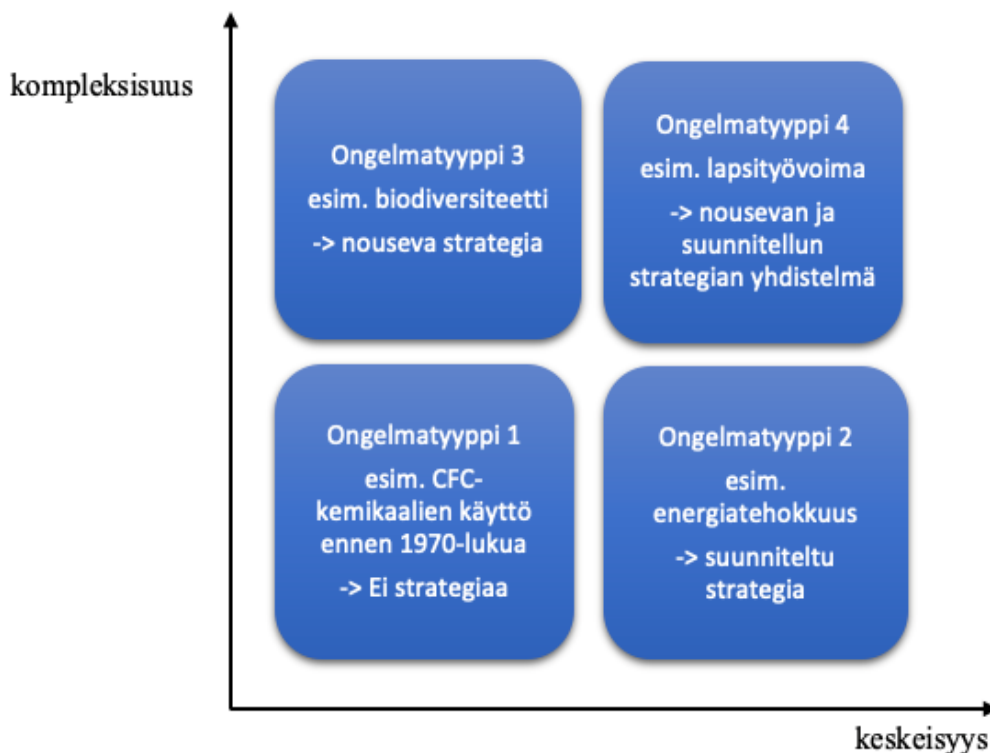 kompleksisuus
Ongelmatyyppi 3
esim. biodiversiteetti
-> nouseva strategia
Ongelmatyyppi 4
esim. lapsityövoima
-> nousevan ja
suunnitellun
strategian yhdistelmä
Ongelmatyyppi 1
esim. CFC-
kemikaalien käyttö
ennen 1970-lukua
-> Ei strategiaa
Ongelmatyyppi 2
esim.
energiatehokkuus
-> suunniteltu
strategia
keskeisyys